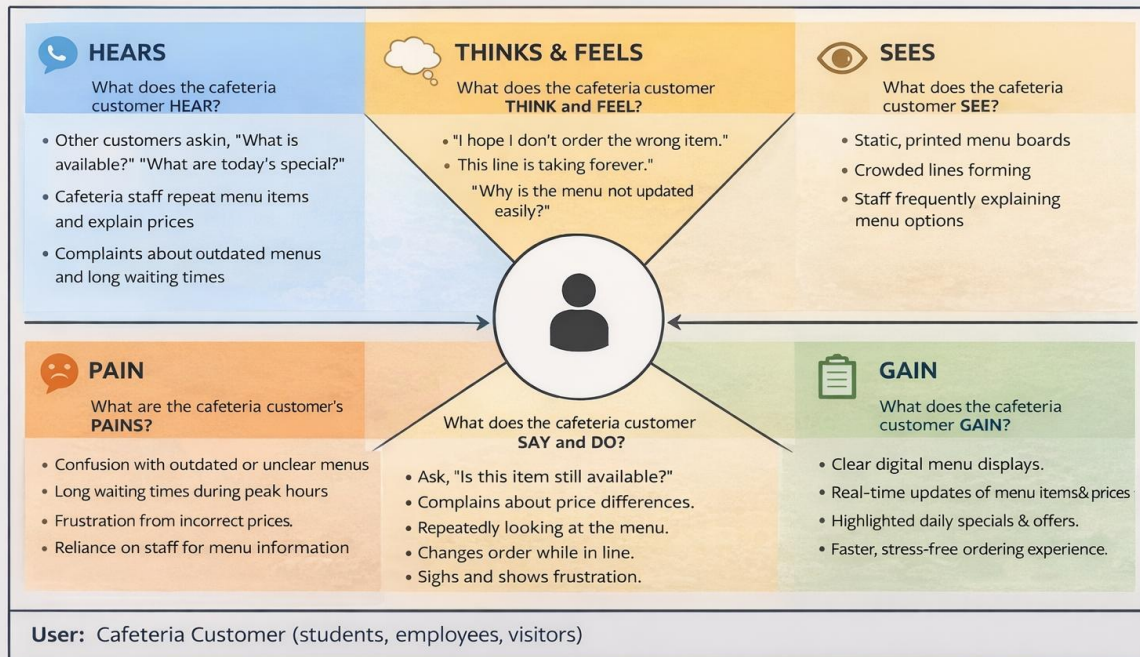 HEARS
What does the cafeteria
customer HEAR?
• Other customers askin, "What is
available?" "What are today's special?"
• Cafeteria staff repeat menu items
and explain prices
• Complaints about outdated menus
and long waiting times
THINKS & FEELS
What does the cafeteria customer
THINK and FEEL?
• "I hope I don't order the wrong item."
• This line is taking forever."
"Why is the menu not updated
easily?"
SEES
What does the cafeteria
customer SEE?
• Static, printed menu boards
• Crowded lines forming
• Staff frequently explaining
menu options
PAIN
What are the cafeteria customer's
PAINS?
• Confusion with outdated or unclear menus
• Long waiting times during peak hours
• Frustration from incorrect prices.
• Reliance on staff for menu information
What does the cafeteria customer
SAY and DO?
• Ask, "Is this item still available?"
• Complains about price differences.
• Repeatedly looking at the menu.
• Changes order while in line.
• Sighs and shows frustration.
GAIN
What does the cafeteria
customer GAIN?
• Clear digital menu displays.
• Real-time updates of menu items& prices
• Highlighted daily specials & offers.
• Faster, stress-free ordering experience.
User: Cafeteria Customer (students, employees, visitors)